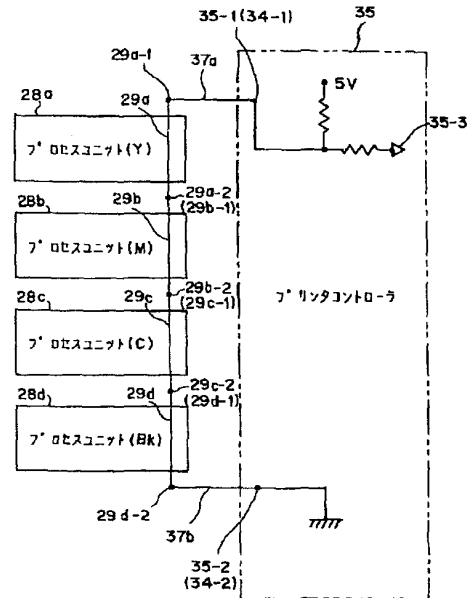 35-1(34-1)
35
29a-1
37a
28a
29a
5V
35-3
プロセスユニット(Y)
29a-2
(29b-1)
28b
29b
プロセスユニット(M)
29b-2
(29c-1)
28c
29c
プリンタコントローラ
プロセスユニット(C)
29c-2
(29d-1)
28d
29d
プロセスユニット(Bk)
29d-2
37b
35-2
(34-2)